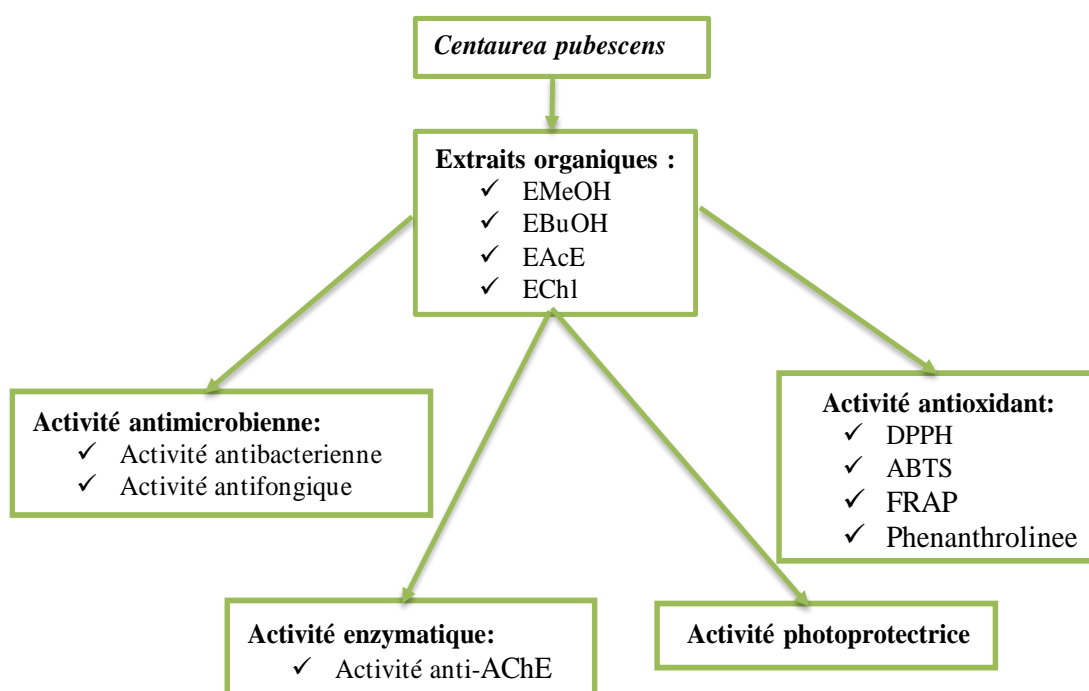 Centaurea pubescens
Extraits organiques :
✓ EMeOH
✓ EBuOH
✓ EAcE
✓ EChl
Activité antimicrobienne:
✓ Activité antibacterienne
✓ Activité antifongique
Activité antioxidant:
✓ DPPH
✓ ABTS
✓ FRAP
✓ Phenanthrolinee
Activité enzymatique:
✓ Activité anti-AChE
Activité photoprotectrice